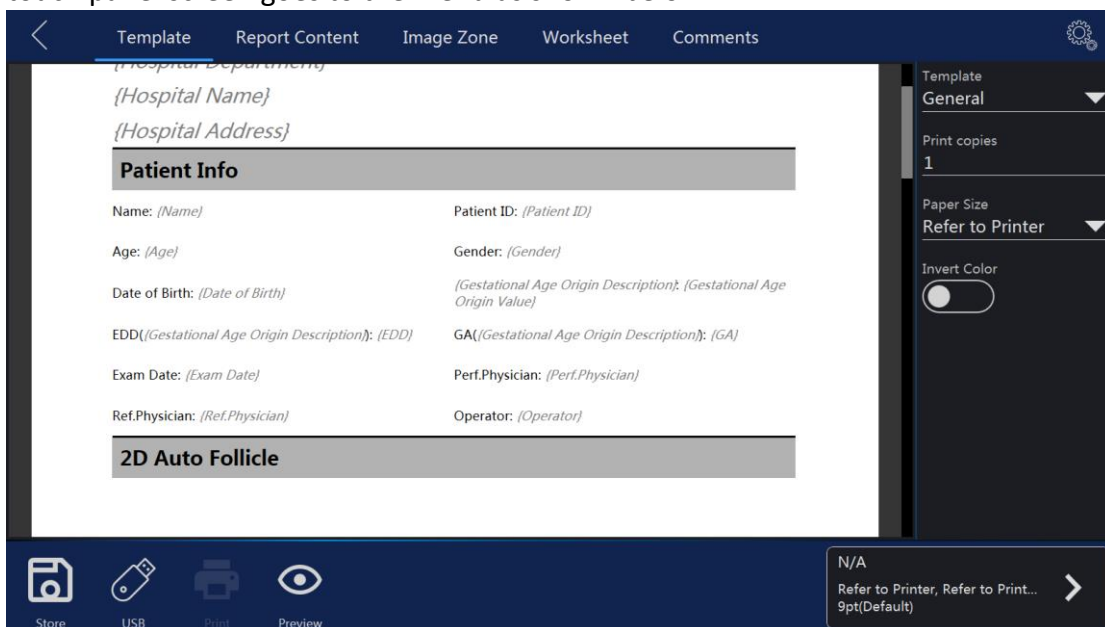 Template Report Content Image Zone Worksheet Comments
{Hospital Department}
{Hospital Name}
{Hospital Address}
Patient Info
Name: {Name} Patient ID: {Patient ID}
Age: {Age} Gender: {Gender}
Date of Birth: {Date of Birth} {Gestational Age Origin Description}: {Gestational Age
Origin Value}
EDD({Gestational Age Origin Description}): {EDD} GA({Gestational Age Origin Description}): {GA}
Exam Date: {Exam Date} Perf.Physician: {Perf.Physician}
Ref.Physician: {Ref.Physician} Operator: {Operator}
2D Auto Follicle
Template
General
Print copies
1
Paper Size
Refer to Printer
Invert Color
Store USB Print Preview
N/A
Refer to Printer, Refer to Print...
9pt(Default)